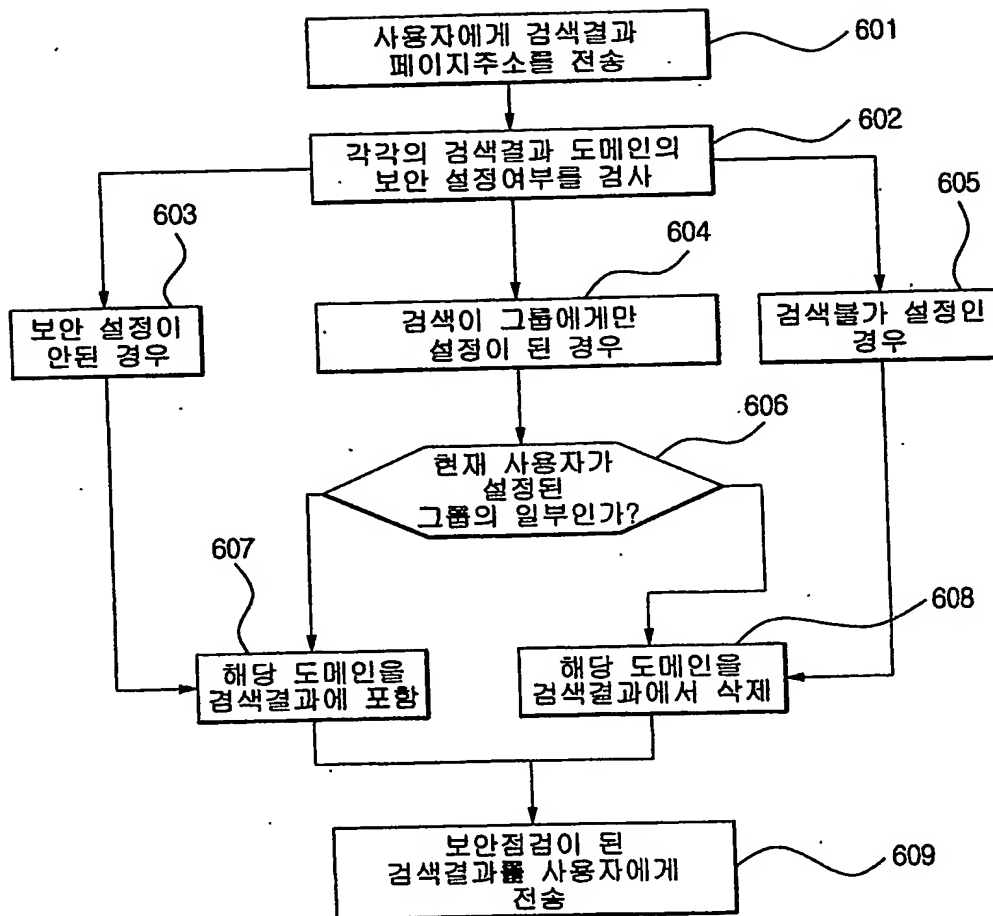 사용자에게 검색결과
페이지주소를 전송
601
각각의 검색결과 도메인의
보안 설정여부를 검사
602
603
보안 설정이
안된 경우
604
검색이 그룹에게만
설정이 된 경우
605
검색불가 설정인
경우
606
현재 사용자가
설정된
그룹의 일부인가?
607
해당 도메인을
검색결과에 포함
608
해당 도메인을
검색결과에서 삭제
보안점검이 된
검색결과를 사용자에게
전송
609